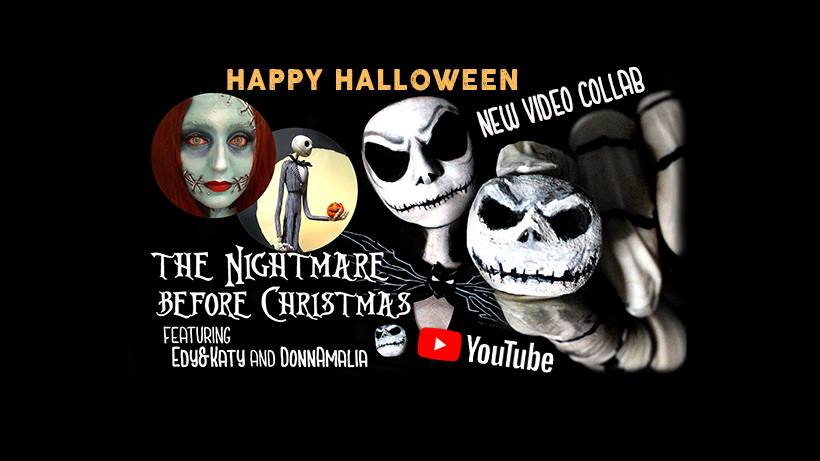 HAPPY HALLOWEEN
NEW VIDEO COLLAB
THE NIGHTMARE
BEFORE CHRISTMAS
FEATURING
EDY&KATY AND DONNAMALIA
YouTube